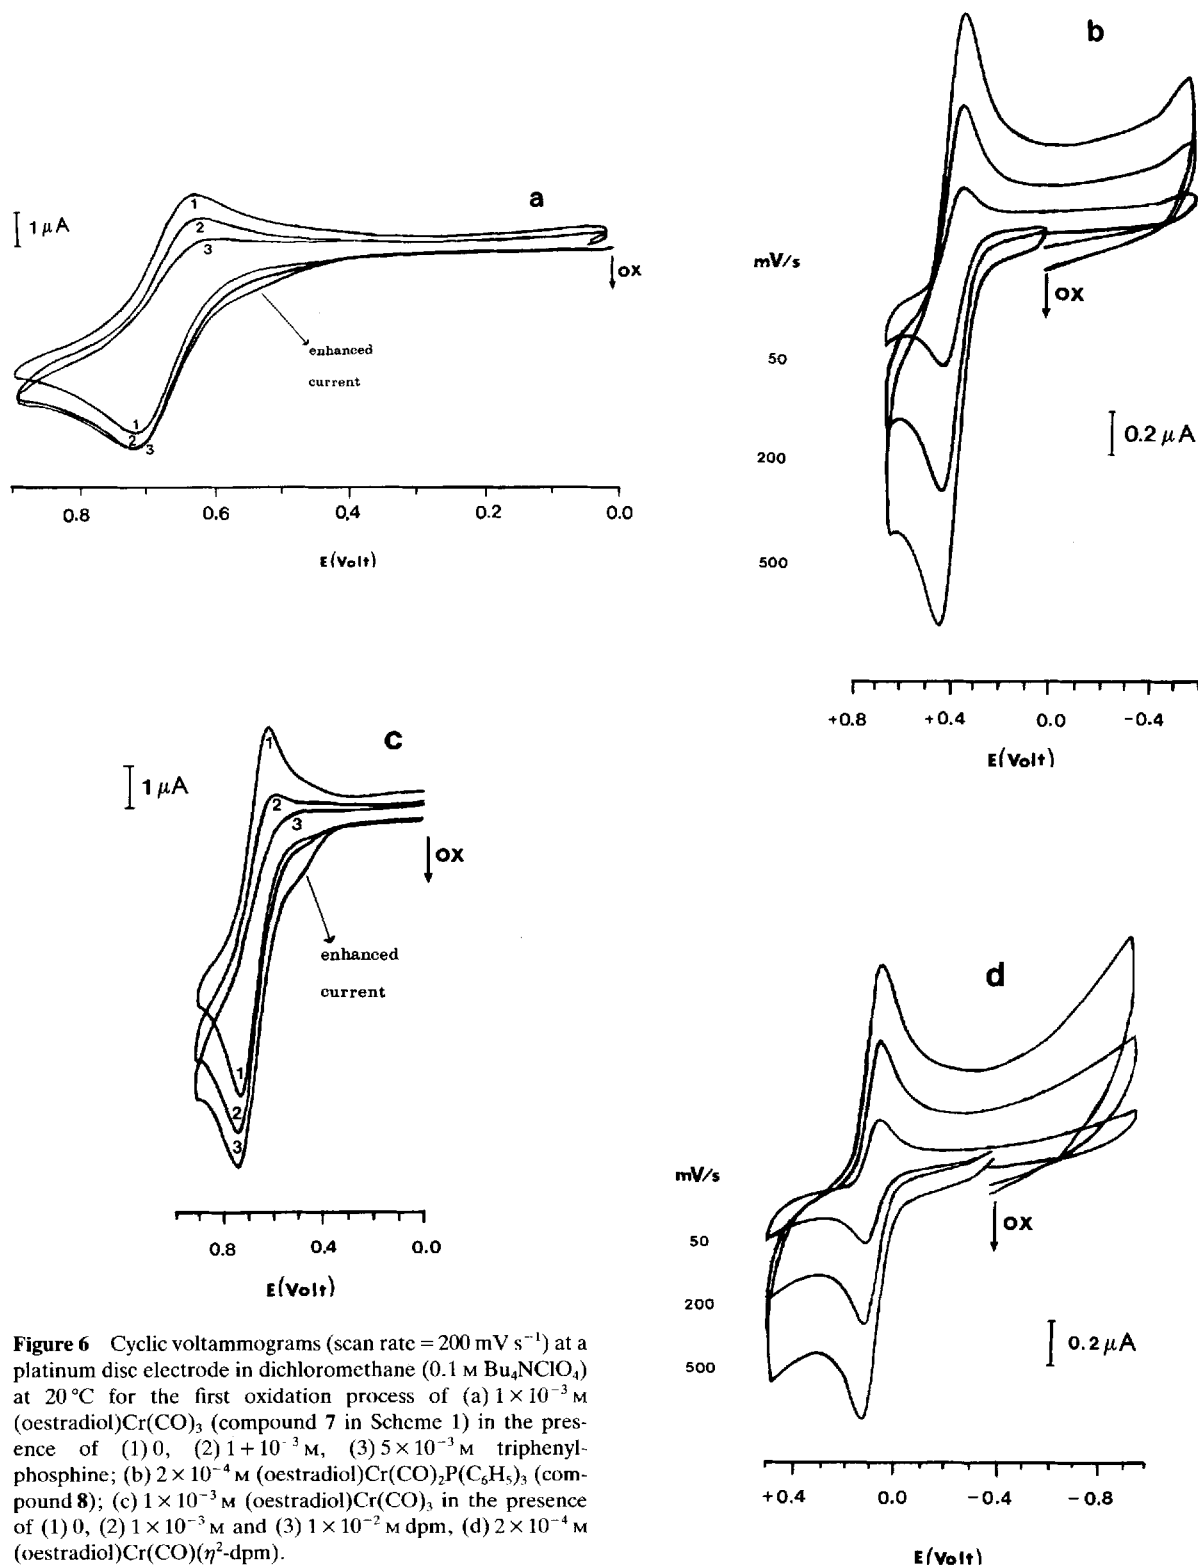 a
1 μA
1
2
3
ox
enhanced
current
1
2
3
0.8 0.6 0.4 0.2 0.0
E(Volt)
b
mV/s
ox
50
0.2 μA
200
500
+0.8 +0.4 0.0 -0.4
E(Volt)
c
1 μA
1
2
3
ox
enhanced
current
1
2
3
0.8 0.4 0.0
E(Volt)
d
mV/s
ox
50
200
0.2 μA
500
+0.4 0.0 -0.4 -0.8
E(Volt)
Figure 6 Cyclic voltammograms (scan rate = 200 mV s⁻¹) at a
platinum disc electrode in dichloromethane (0.1 M Bu₄NClO₄)
at 20 °C for the first oxidation process of (a) 1 × 10⁻³ M
(oestradiol)Cr(CO)₃ (compound 7 in Scheme 1) in the pres-
ence of (1) 0, (2) 1 + 10⁻³ M, (3) 5 × 10⁻³ M triphenyl-
phosphine; (b) 2 × 10⁻⁴ M (oestradiol)Cr(CO)₂P(C₆H₅)₃ (com-
pound 8); (c) 1 × 10⁻³ M (oestradiol)Cr(CO)₃ in the presence
of (1) 0, (2) 1 × 10⁻³ M and (3) 1 × 10⁻² M dpm, (d) 2 × 10⁻⁴ M
(oestradiol)Cr(CO)(η²-dpm).